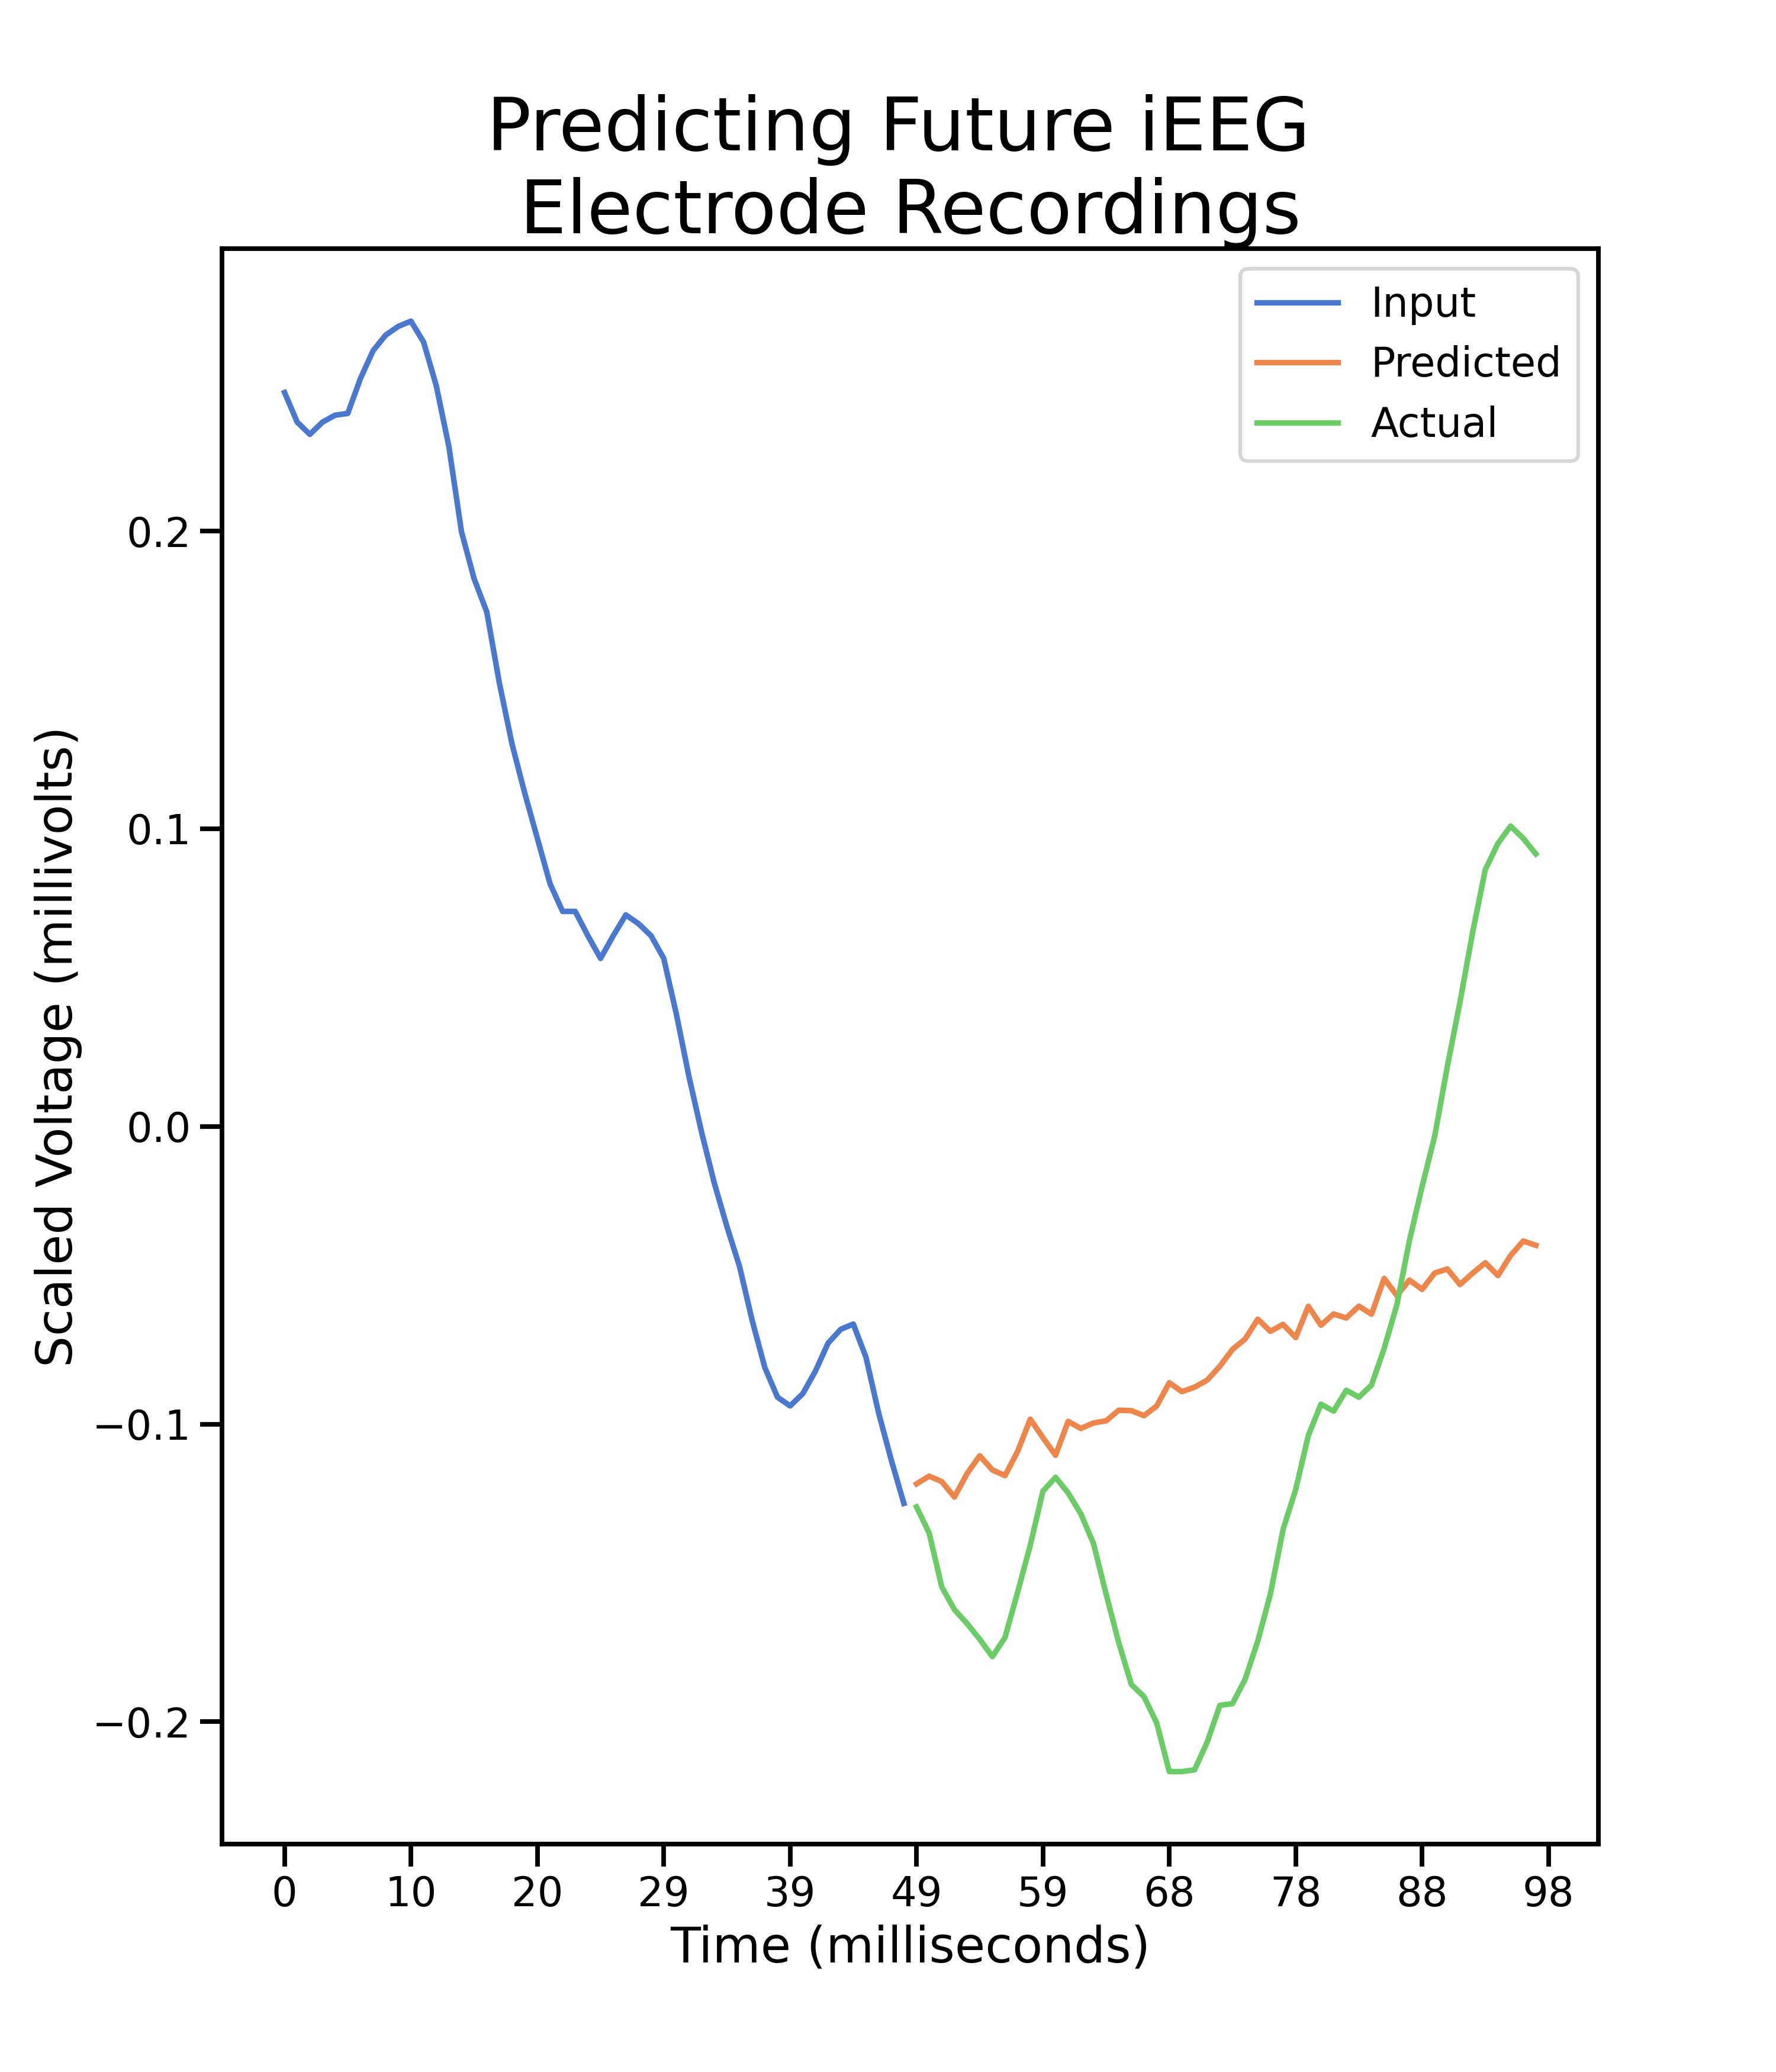 Predicting Future iEEG
Electrode Recordings
Input
Predicted
Actual
Scaled Voltage (millivolts)
0.2
0.1
0.0
−0.1
−0.2
0 10 20 29 39 49 59 68 78 88 98
Time (milliseconds)